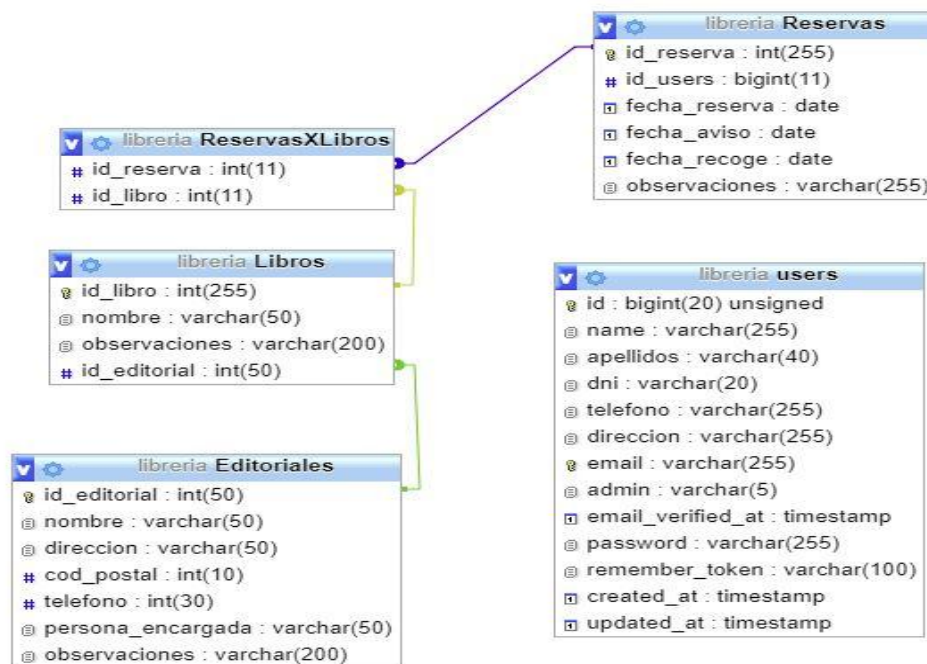 libreria Reservas
id_reserva : int(255)
id_users : bigint(11)
fecha_reserva : date
fecha_aviso : date
fecha_recoge : date
observaciones : varchar(255)
libreria ReservasXLibros
id_reserva : int(11)
id_libro : int(11)
libreria Libros
id_libro : int(255)
nombre : varchar(50)
observaciones : varchar(200)
id_editorial : int(50)
libreria users
id : bigint(20) unsigned
name : varchar(255)
apellidos : varchar(40)
dni : varchar(20)
telefono : varchar(255)
direccion : varchar(255)
email : varchar(255)
admin : varchar(5)
email_verified_at : timestamp
password : varchar(255)
remember_token : varchar(100)
created_at : timestamp
updated_at : timestamp
libreria Editoriales
id_editorial : int(50)
nombre : varchar(50)
direccion : varchar(50)
cod_postal : int(10)
telefono : int(30)
persona_encargada : varchar(50)
observaciones : varchar(200)